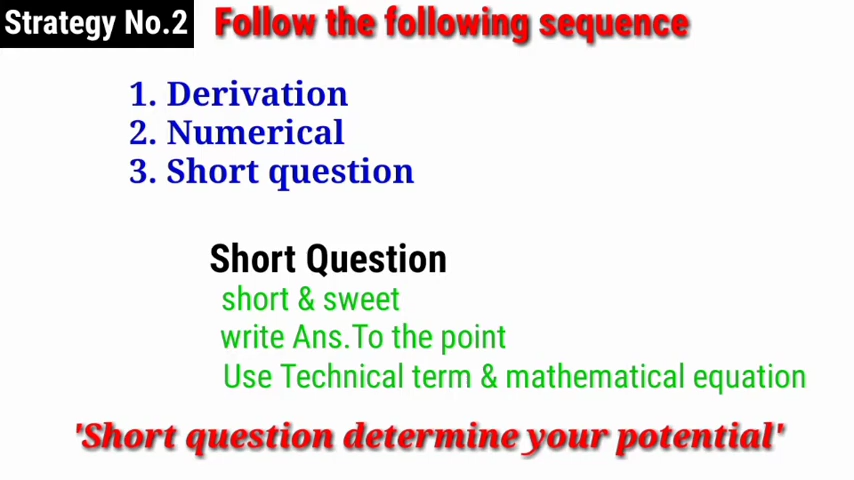 Strategy No.2 Follow the following sequence
1. Derivation
2. Numerical
3. Short question
Short Question
short & sweet
write Ans.To the point
Use Technical term & mathematical equation
'Short question determine your potential'